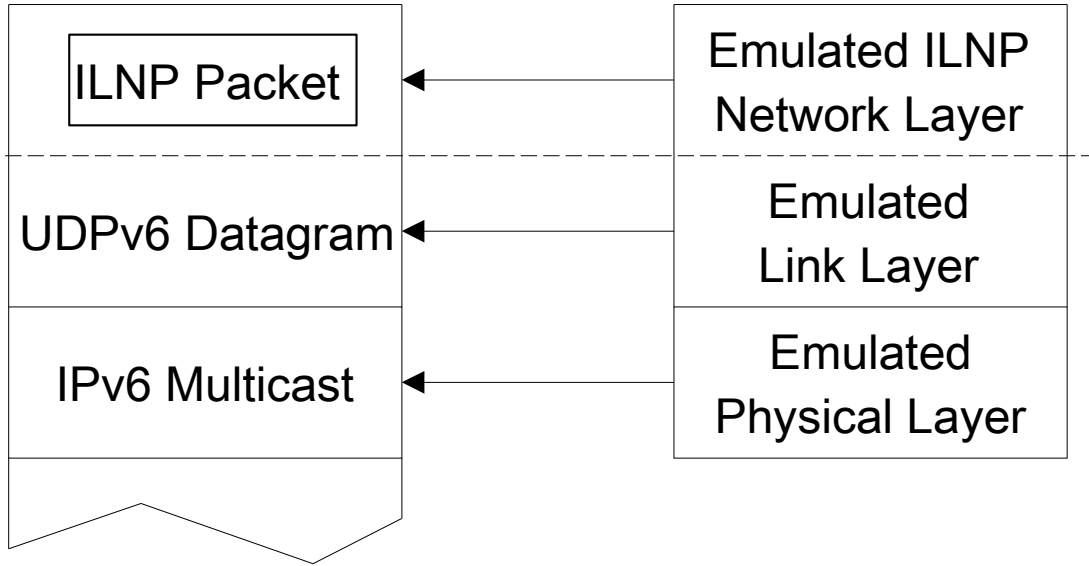 ILNP Packet
Emulated ILNP
Network Layer
UDPv6 Datagram
Emulated
Link Layer
IPv6 Multicast
Emulated
Physical Layer